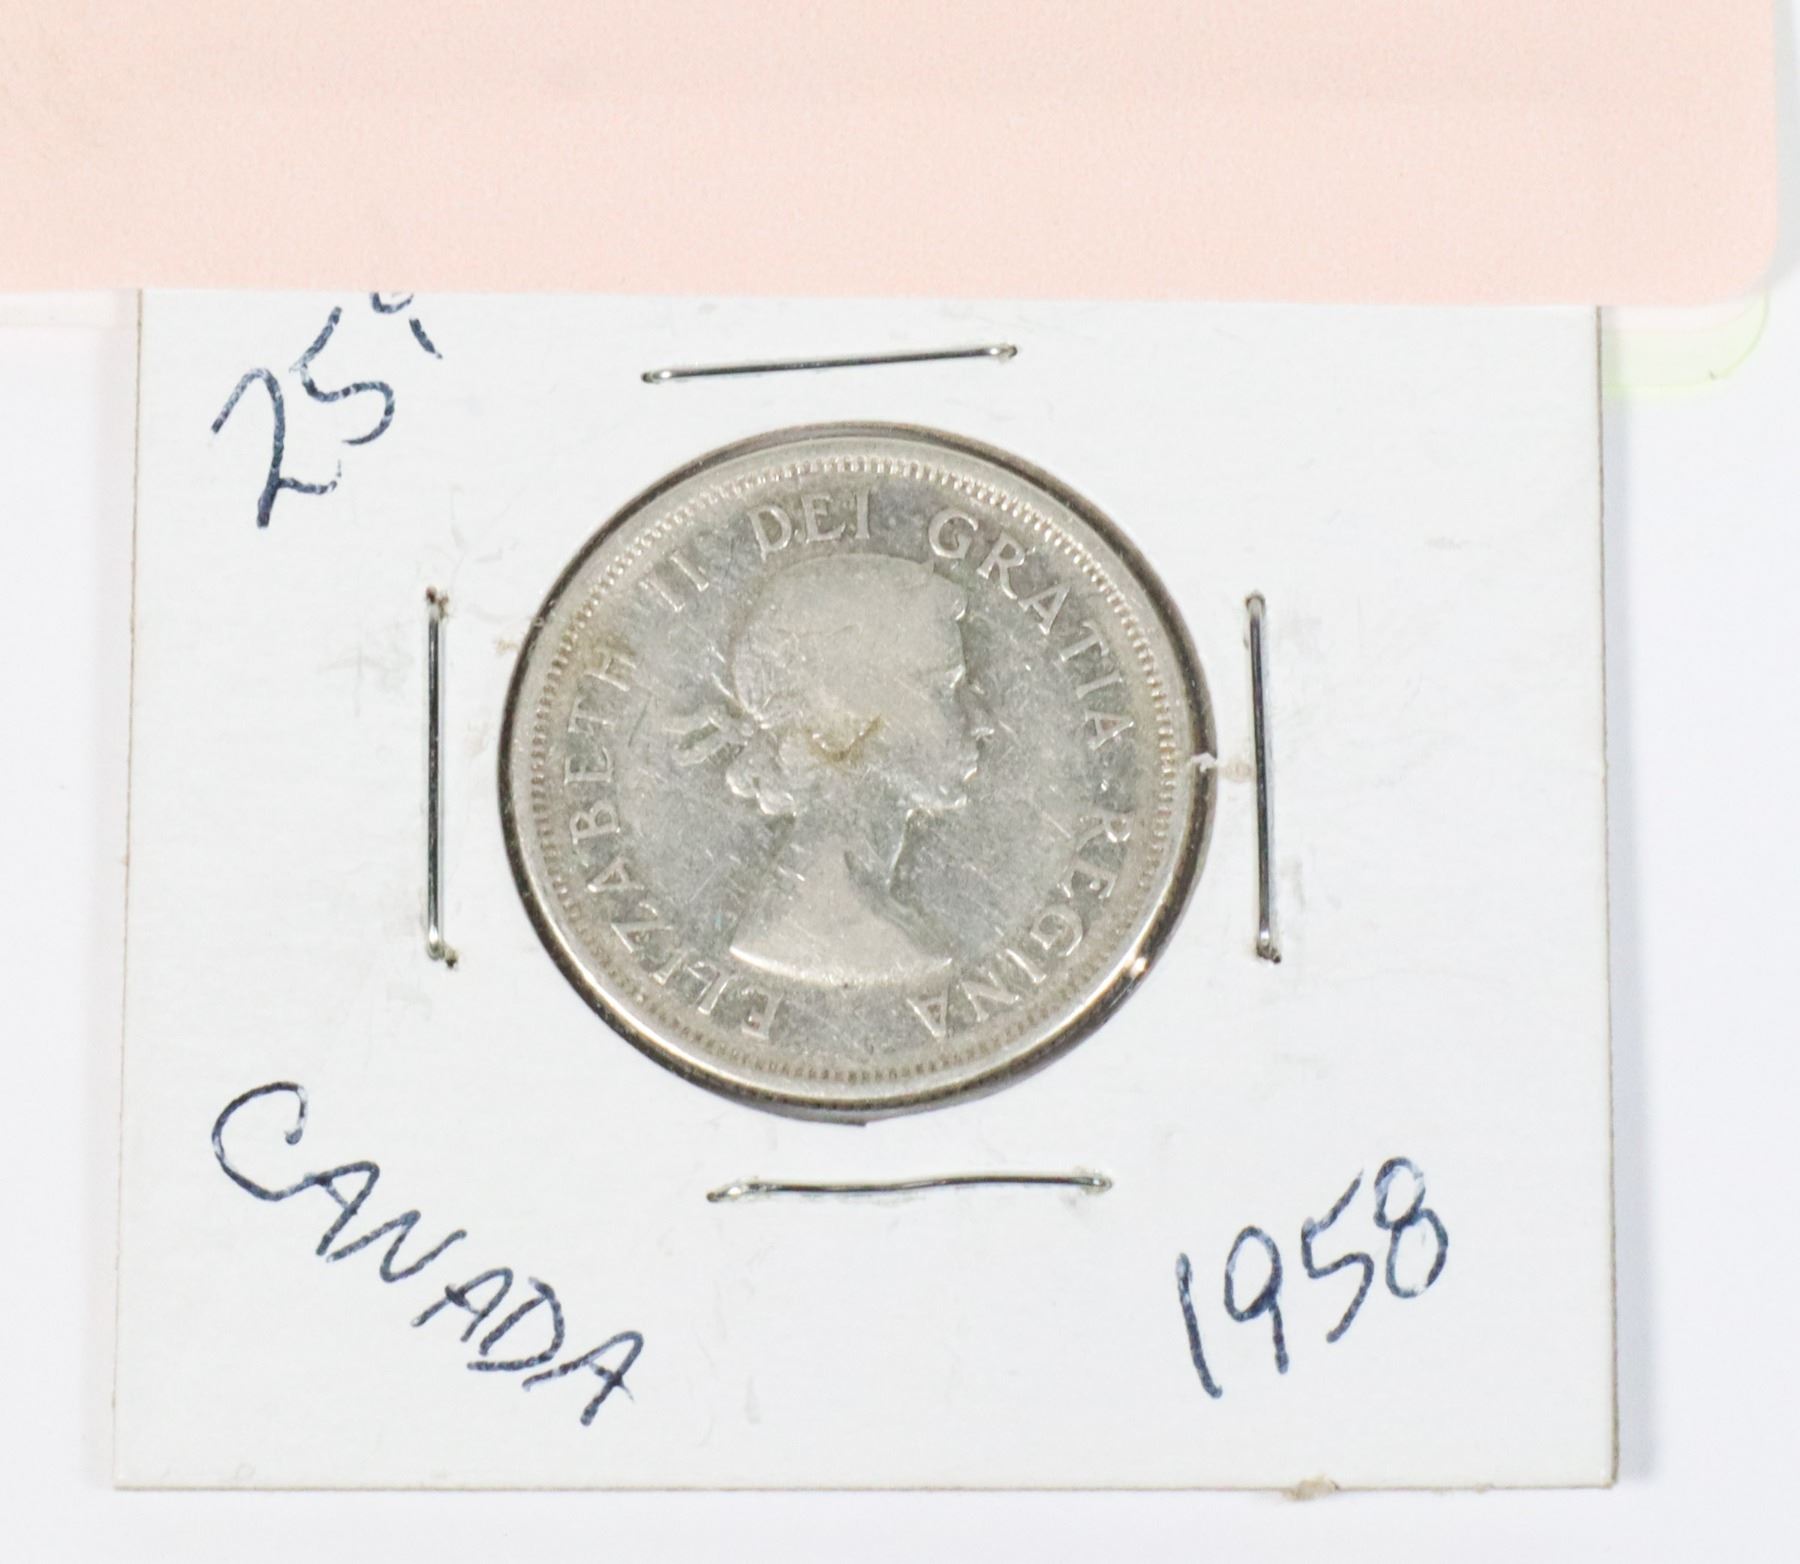 25¢
ELIZABETH II DEI GRATIA REGINA
CANADA
1958